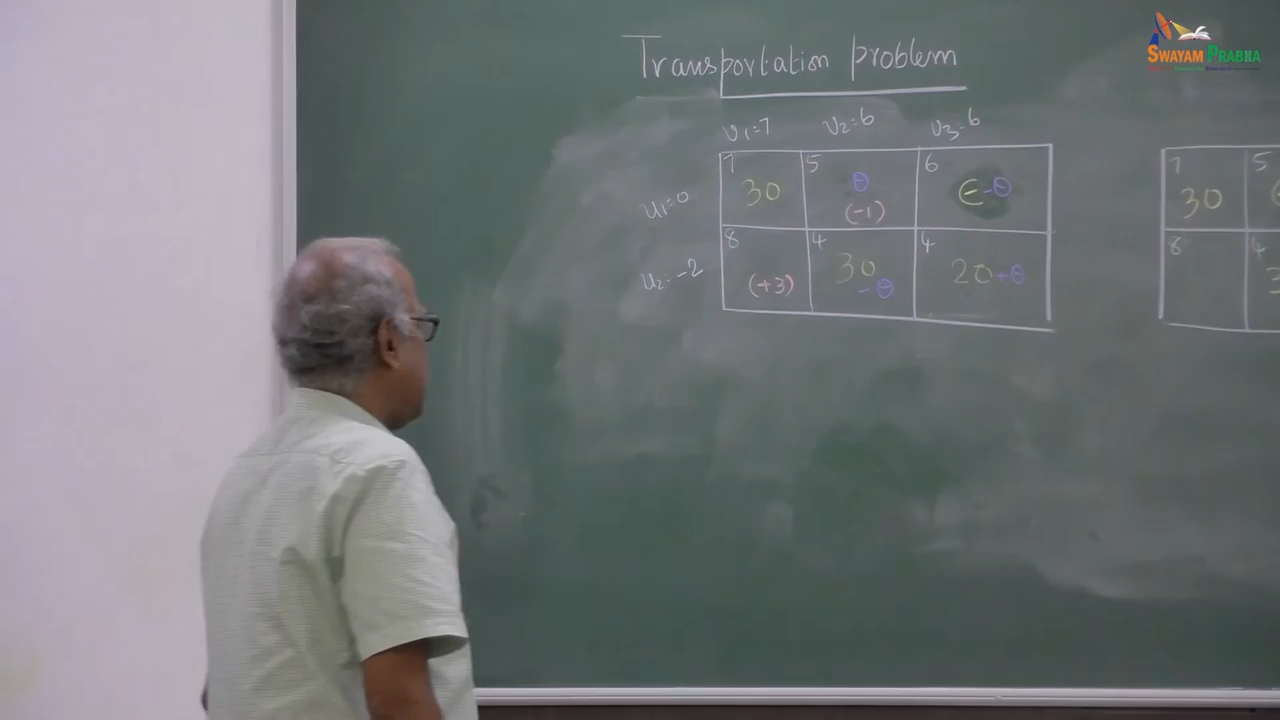 SWAYAM PRABHA
Transportation problem
v1=7 v2=6 v3=6
u1=0 7 30 5 θ (-1) 6 ϵ-θ
u2=-2 8 (+3) 4 30 -θ 4 20+θ
7 30 5
8 4 3